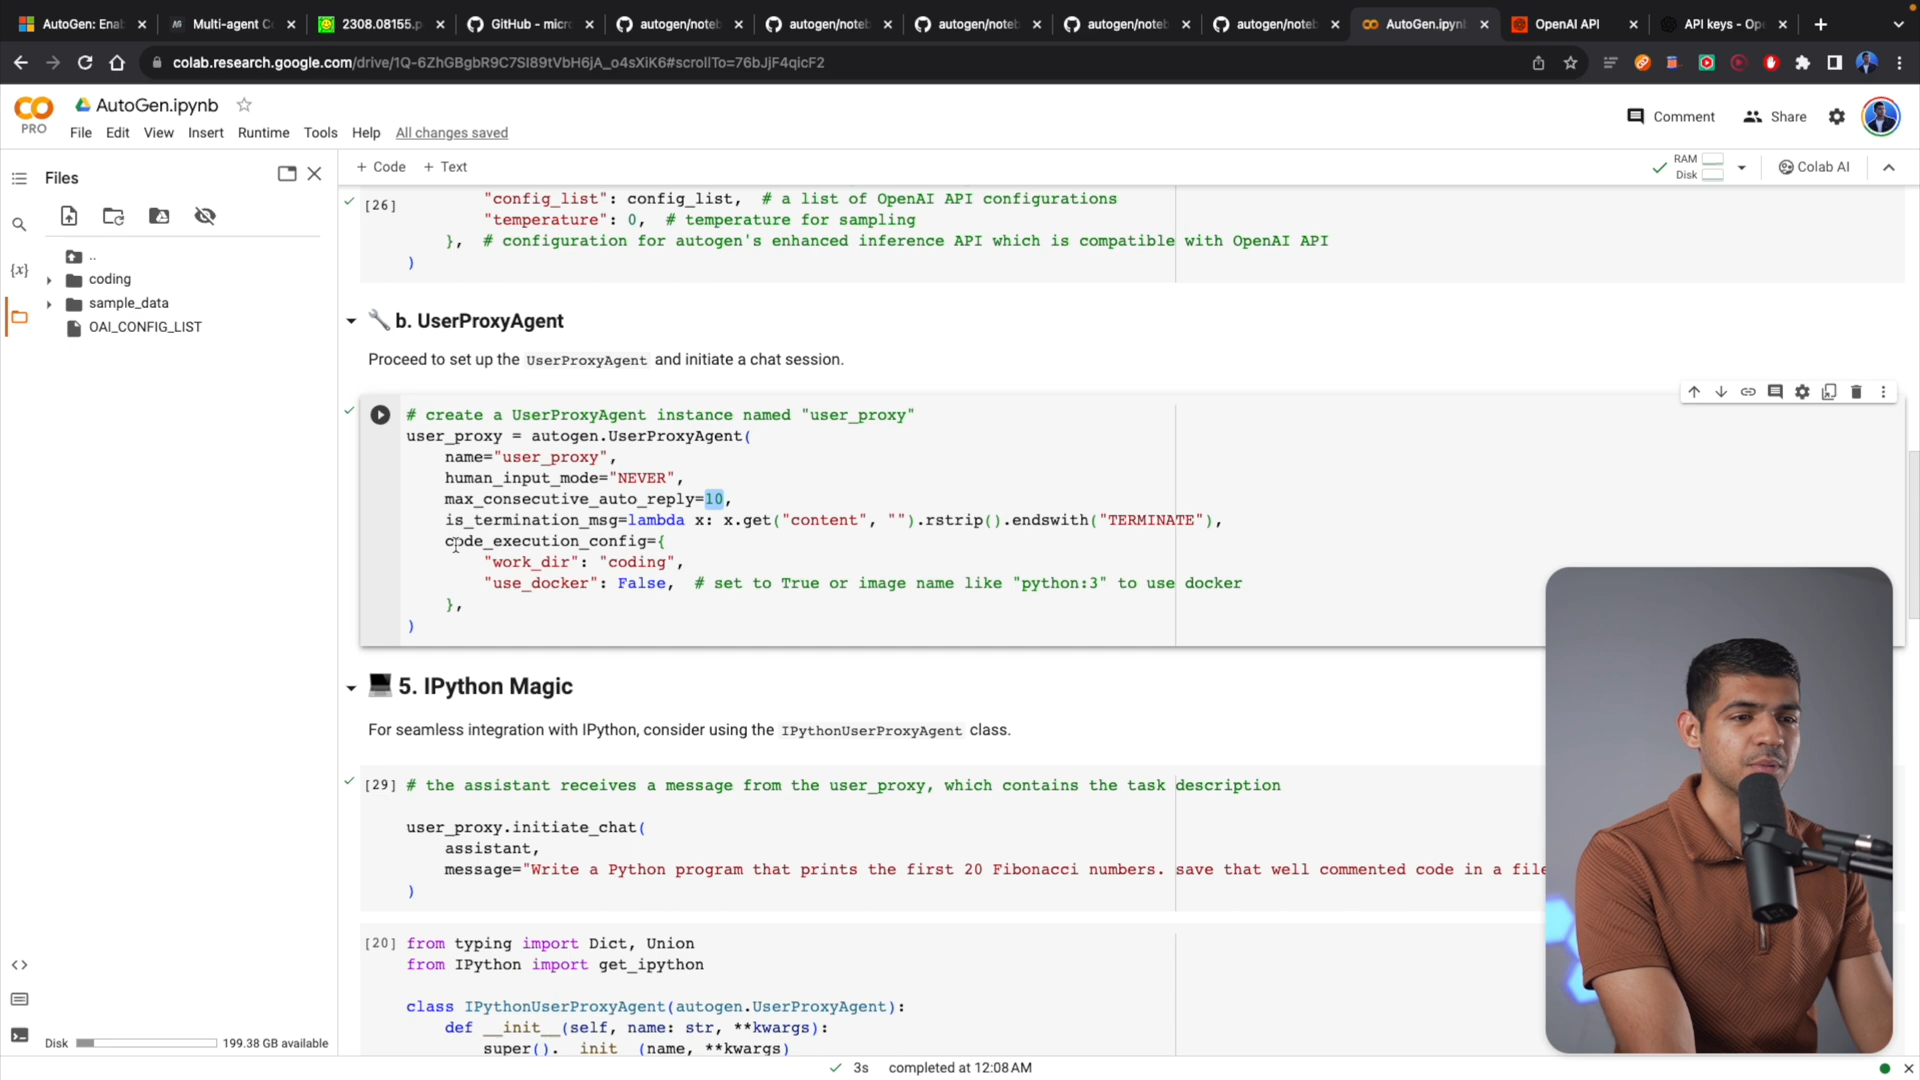 AutoGen: Enab
Multi-agent Co
2308.08155.p
GitHub - micr
autogen/noteb
autogen/noteb
autogen/noteb
autogen/noteb
autogen/noteb
AutoGen.ipynb
OpenAI API
API keys - Ope
colab.research.google.com/drive/1Q-6ZhGBgbR9C7SI89tVbH6jA_o4sXiK6#scrollTo=76bJjF4qicF2
CO
PRO
AutoGen.ipynb
File Edit View Insert Runtime Tools Help All changes saved
Comment
Share
Files
+ Code + Text
RAM
Disk
Colab AI
..
coding
sample_data
OAI_CONFIG_LIST
{x}
[26]
"config_list": config_list, # a list of OpenAI API configurations
"temperature": 0, # temperature for sampling
}, # configuration for autogen's enhanced inference API which is compatible with OpenAI API
)
b. UserProxyAgent
Proceed to set up the UserProxyAgent and initiate a chat session.
# create a UserProxyAgent instance named "user_proxy"
user_proxy = autogen.UserProxyAgent(
name="user_proxy",
human_input_mode="NEVER",
max_consecutive_auto_reply=10,
is_termination_msg=lambda x: x.get("content", "").rstrip().endswith("TERMINATE"),
code_execution_config={
"work_dir": "coding",
"use_docker": False, # set to True or image name like "python:3" to use docker
},
)
5. IPython Magic
For seamless integration with IPython, consider using the IPythonUserProxyAgent class.
[29] # the assistant receives a message from the user_proxy, which contains the task description
user_proxy.initiate_chat(
assistant,
message="Write a Python program that prints the first 20 Fibonacci numbers. save that well commented code in a file
)
[20] from typing import Dict, Union
from IPython import get_ipython
class IPythonUserProxyAgent(autogen.UserProxyAgent):
def __init__(self, name: str, **kwargs):
super().__init__(name, **kwargs)
Disk
199.38 GB available
3s completed at 12:08 AM